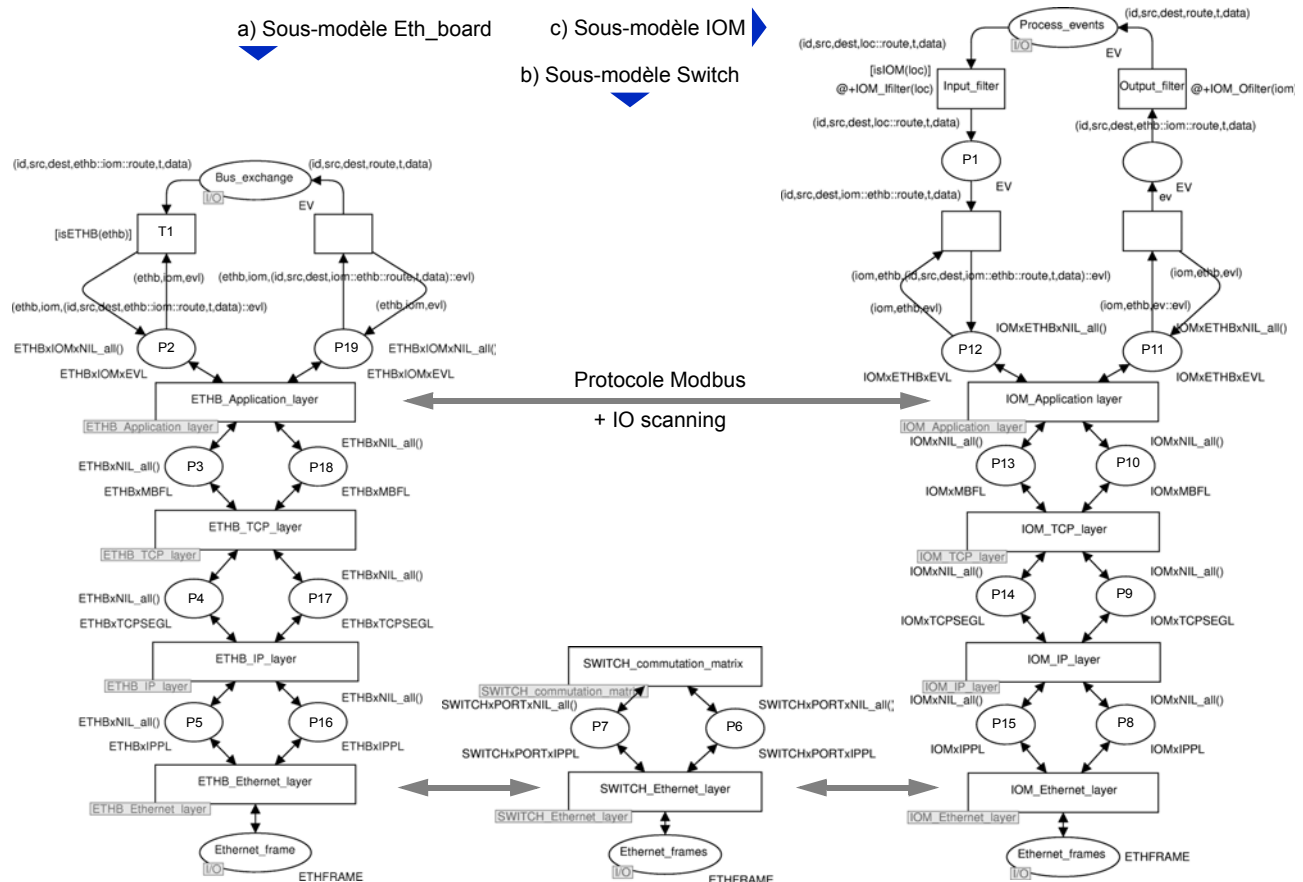 a) Sous-modèle Eth_board
c) Sous-modèle IOM
b) Sous-modèle Switch
Process_events
I/O
EV
(id,src,dest,route,t,data)
(id,src,dest,loc::route,t,data)
[isIOM(loc)]
@+IOM_Ifilter(loc)
Input_filter
Output_filter
@+IOM_Ofilter(iom)
(id,src,dest,loc::route,t,data)
(id,src,dest,ethb::iom::route,t,data)
P1
EV
EV
ev
(id,src,dest,iom::ethb::route,t,data)
(iom,ethb,(id,src,dest,iom::ethb::route,t,data)::evl)
(iom,ethb,evl)
(iom,ethb,evl)
(iom,ethb,ev::evl)
IOMxETHBxNIL_all()
IOMxETHBxNIL_all()
P12
P11
IOMxETHBxEVL
IOMxETHBxEVL
(id,src,dest,ethb::iom::route,t,data)
(id,src,dest,route,t,data)
Bus_exchange
I/O
EV
[isETHB(ethb)]
T1
(ethb,iom,evl)
(ethb,iom,(id,src,dest,iom::ethb::route,t,data)::evl)
(ethb,iom,(id,src,dest,ethb::iom::route,t,data)::evl)
(ethb,iom,evl)
ETHBxIOMxNIL_all()
P2
P19
ETHBxIOMxNIL_all()
ETHBxIOMxEVL
ETHBxIOMxEVL
ETHB_Application_layer
ETHB_Application_layer
Protocole Modbus
+ IO scanning
IOM_Application layer
IOM_Application_layer
ETHBxNIL_all()
ETHBxNIL_all()
P3
P18
ETHBxMBFL
ETHBxMBFL
IOMxNIL_all()
IOMxNIL_all()
P13
P10
IOMxMBFL
IOMxMBFL
ETHB_TCP_layer
ETHB_TCP_layer
IOM_TCP_layer
IOM_TCP_layer
ETHBxNIL_all()
ETHBxNIL_all()
P4
P17
ETHBxTCPSEGL
ETHBxTCPSEGL
IOMxNIL_all()
IOMxNIL_all()
P14
P9
IOMxTCPSEGL
IOMxTCPSEGL
ETHB_IP_layer
ETHB_IP_layer
SWITCH_commutation_matrix
SWITCH_commutation_matrix
IOM_IP_layer
IOM_IP_layer
ETHBxNIL_all()
ETHBxNIL_all()
P5
P16
ETHBxIPPL
ETHBxIPPL
SWITCHxPORTxNIL_all()
SWITCHxPORTxNIL_all()
P7
P6
SWITCHxPORTxIPPL
SWITCHxPORTxIPPL
IOMxNIL_all()
IOMxNIL_all()
P15
P8
IOMxIPPL
IOMxIPPL
ETHB_Ethernet_layer
ETHB_Ethernet_layer
SWITCH_Ethernet_layer
SWITCH_Ethernet_layer
IOM_Ethernet_layer
IOM_Ethernet_layer
Ethernet_frame
I/O
ETHFRAME
Ethernet_frames
I/O
ETHFRAME
Ethernet_frames
I/O
ETHFRAME